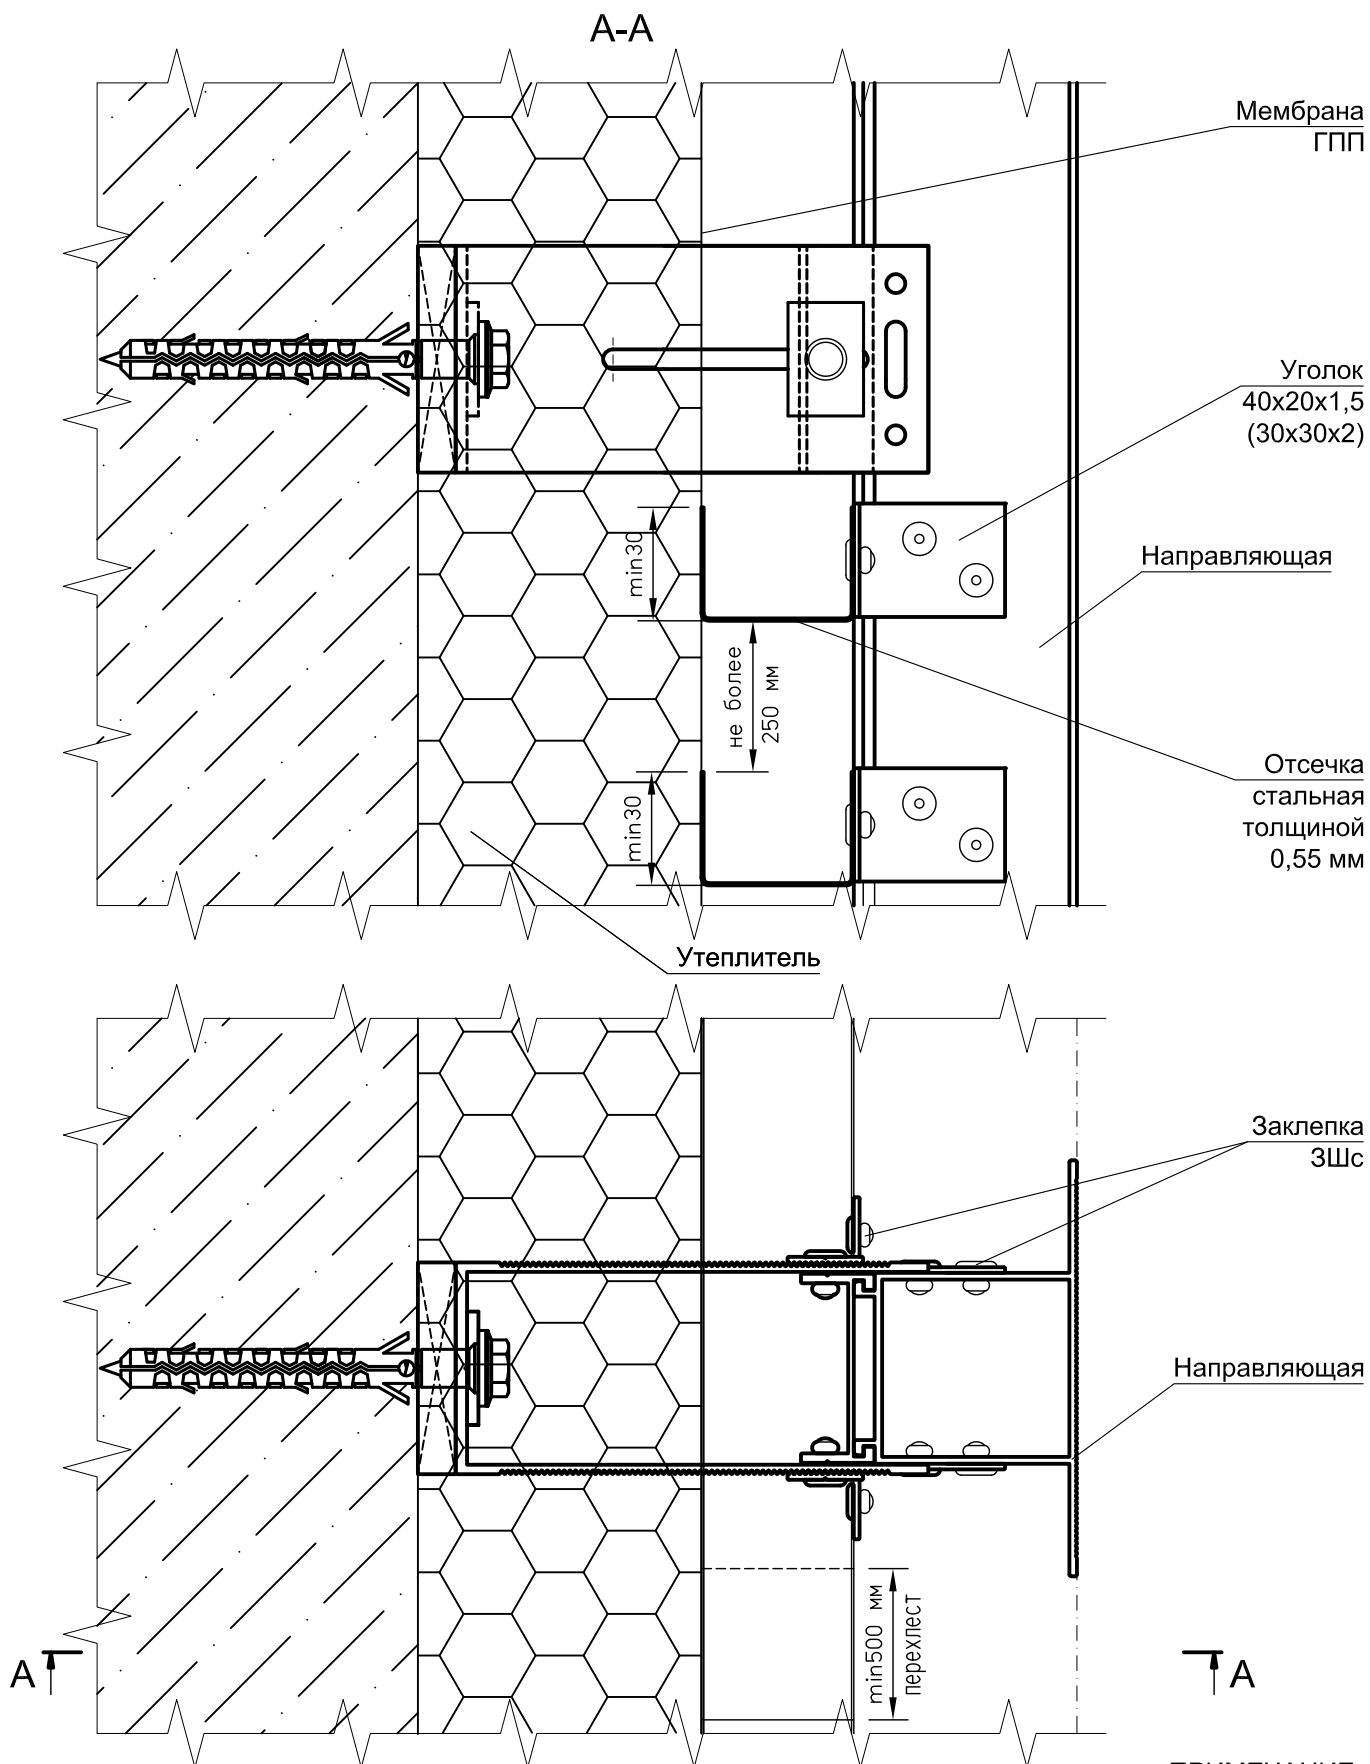 А-А
Мембрана
ГПП
Уголок
40х20х1,5
(30х30х2)
min30
Направляющая
не более
250 мм
Отсечка
стальная
толщиной
0,55 мм
min30
Утеплитель
Заклепка
ЗШс
Направляющая
min500 мм
перехлест
А
А